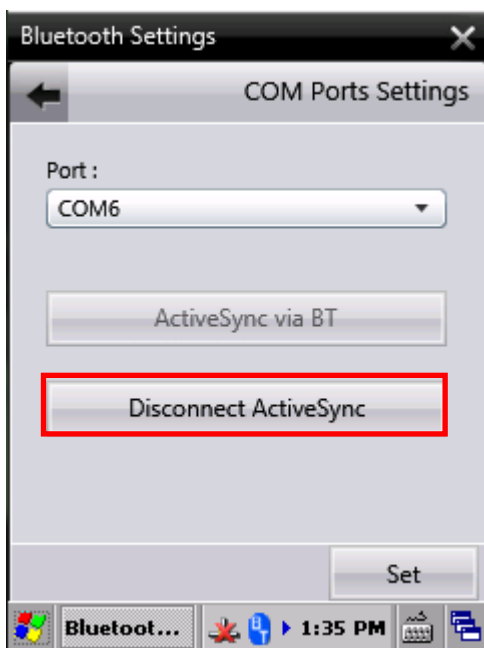 Bluetooth Settings
COM Ports Settings
Port :
COM6
ActiveSync via BT
Disconnect ActiveSync
Set
Bluetoot... 1:35 PM